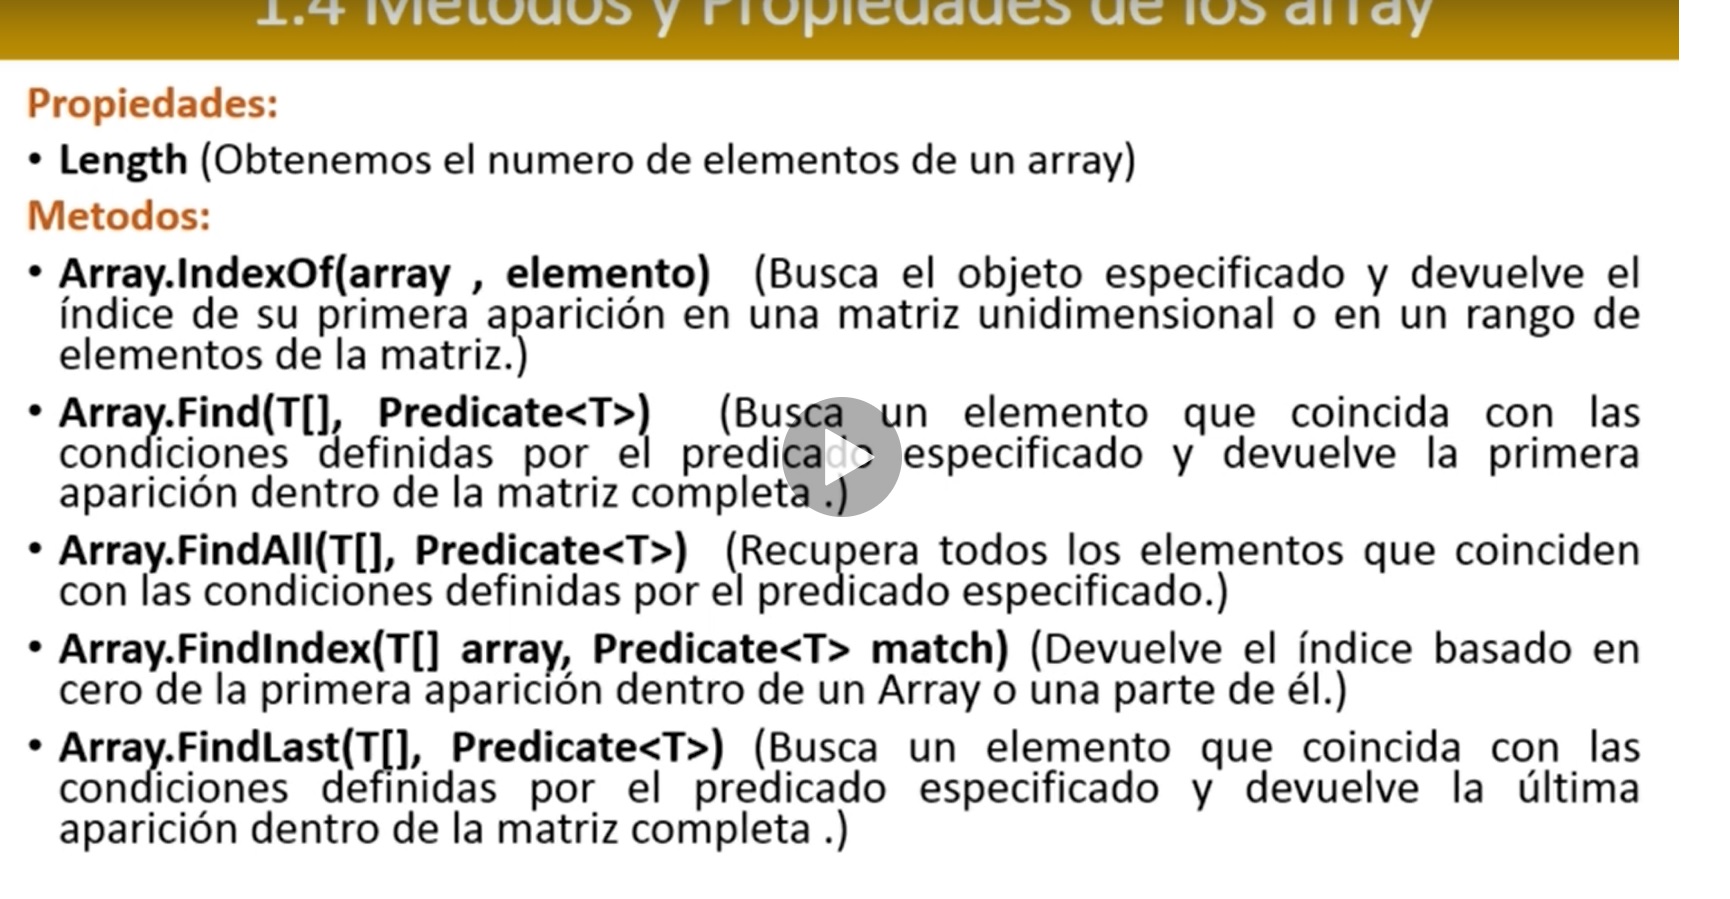 1.4 Metodos y Propiedades de los array
Propiedades:
• Length (Obtenemos el numero de elementos de un array)
Metodos:
• Array.IndexOf(array , elemento) (Busca el objeto especificado y devuelve el
índice de su primera aparición en una matriz unidimensional o en un rango de
elementos de la matriz.)
• Array.Find(T[], Predicate<T>) (Busca un elemento que coincida con las
condiciones definidas por el predicado especificado y devuelve la primera
aparición dentro de la matriz completa .)
• Array.FindAll(T[], Predicate<T>) (Recupera todos los elementos que coinciden
con las condiciones definidas por el predicado especificado.)
• Array.FindIndex(T[] array, Predicate<T> match) (Devuelve el índice basado en
cero de la primera aparición dentro de un Array o una parte de él.)
• Array.FindLast(T[], Predicate<T>) (Busca un elemento que coincida con las
condiciones definidas por el predicado especificado y devuelve la última
aparición dentro de la matriz completa .)